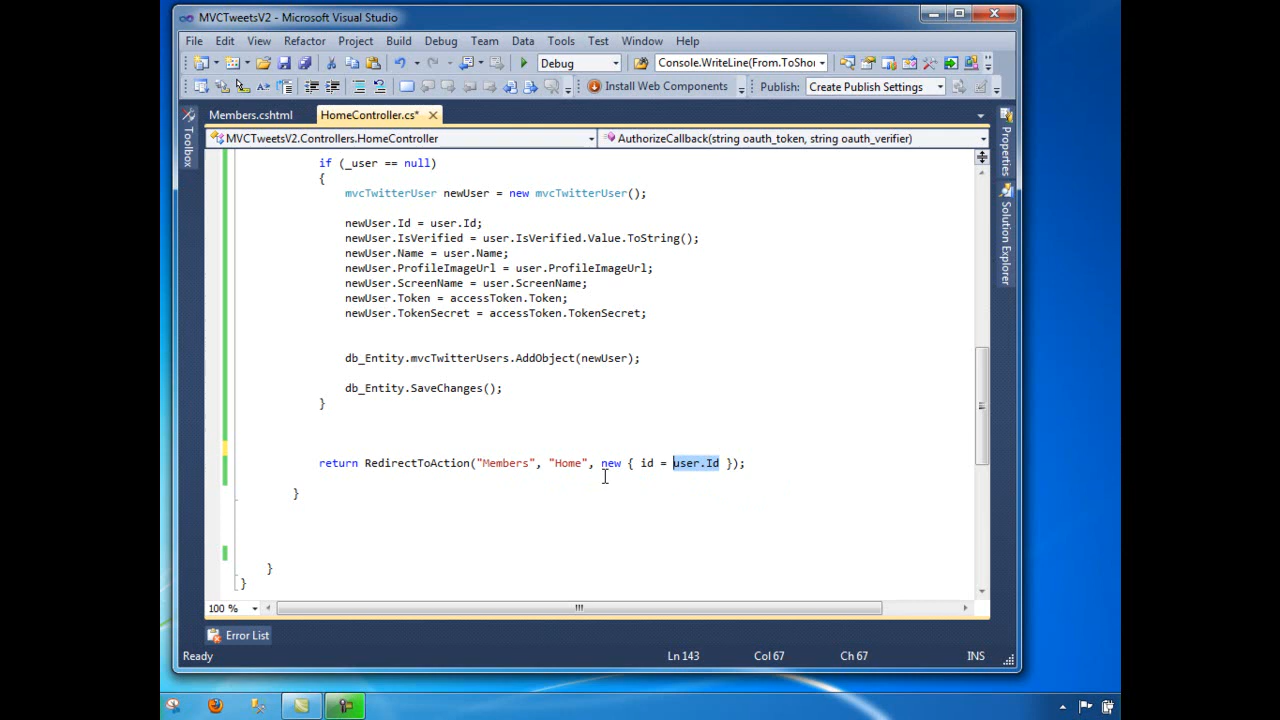 MVCTweetsV2 - Microsoft Visual Studio
File Edit View Refactor Project Build Debug Team Data Tools Test Window Help
Debug Console.WriteLine(From.ToSho
Install Web Components Publish: Create Publish Settings
Members.cshtml HomeController.cs*
MVCTweetsV2.Controllers.HomeController AuthorizeCallback(string oauth_token, string oauth_verifier)
Toolbox
Properties
Solution Explorer
if (_user == null)
{
mvcTwitterUser newUser = new mvcTwitterUser();
newUser.Id = user.Id;
newUser.IsVerified = user.IsVerified.Value.ToString();
newUser.Name = user.Name;
newUser.ProfileImageUrl = user.ProfileImageUrl;
newUser.ScreenName = user.ScreenName;
newUser.Token = accessToken.Token;
newUser.TokenSecret = accessToken.TokenSecret;
db_Entity.mvcTwitterUsers.AddObject(newUser);
db_Entity.SaveChanges();
}
return RedirectToAction("Members", "Home", new { id = user.Id });
}
}
}
100 %
Error List
Ready Ln 143 Col 67 Ch 67 INS